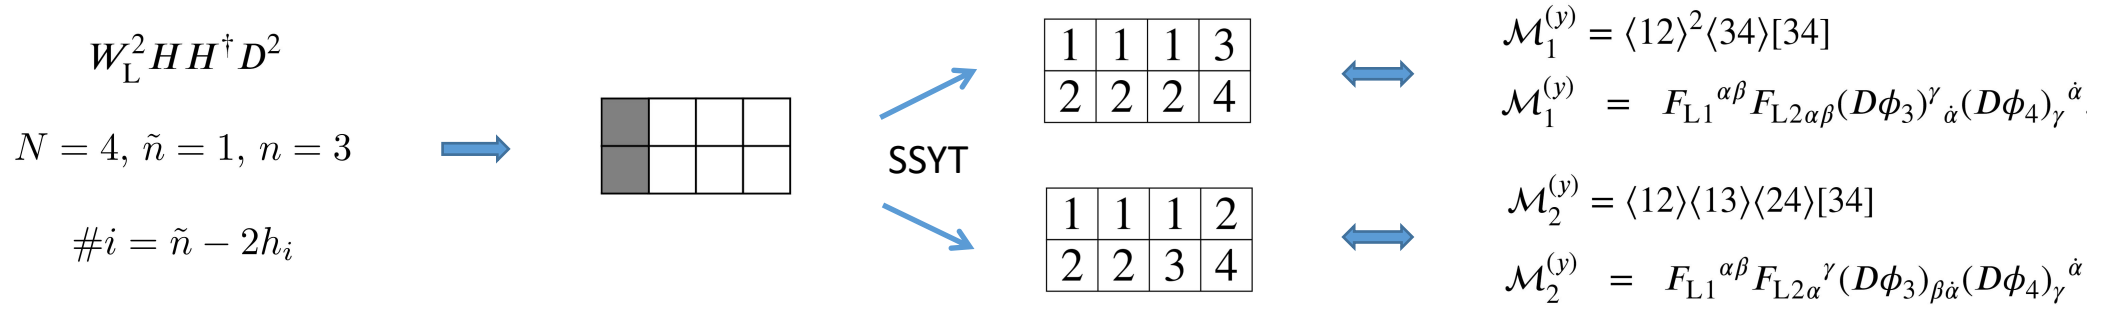 W_L^2 H H^† D^2
N = 4, ñ = 1, n = 3
#i = ñ − 2h_i
SSYT
1 1 1 3
2 2 2 4
1 1 1 2
2 2 3 4
ℳ_1^(y) = ⟨12⟩^2⟨34⟩[34]
ℳ_1^(y) = F_L1^αβ F_L2αβ (Dϕ_3)^γ_α̇ (Dϕ_4)_γ^α̇ .
ℳ_2^(y) = ⟨12⟩⟨13⟩⟨24⟩[34]
ℳ_2^(y) = F_L1^αβ F_L2α^γ (Dϕ_3)_βα̇ (Dϕ_4)_γ^α̇